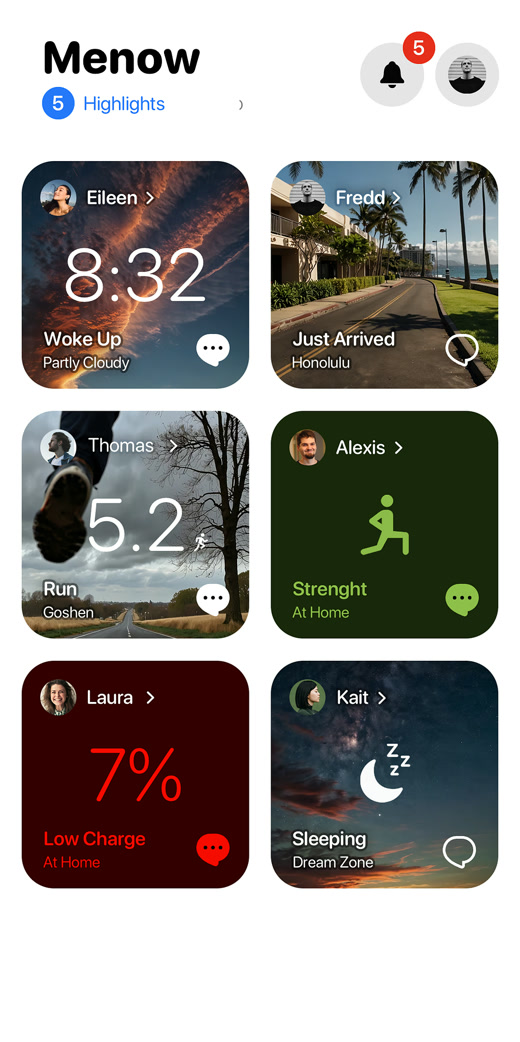 Menow
5
5 Highlights
Eileen
8:32
Woke Up
Partly Cloudy
Fredd
Just Arrived
Honolulu
Thomas
5.2
Run
Goshen
Alexis
Strenght
At Home
Laura
7%
Low Charge
At Home
Kait
Z Z Z
Sleeping
Dream Zone